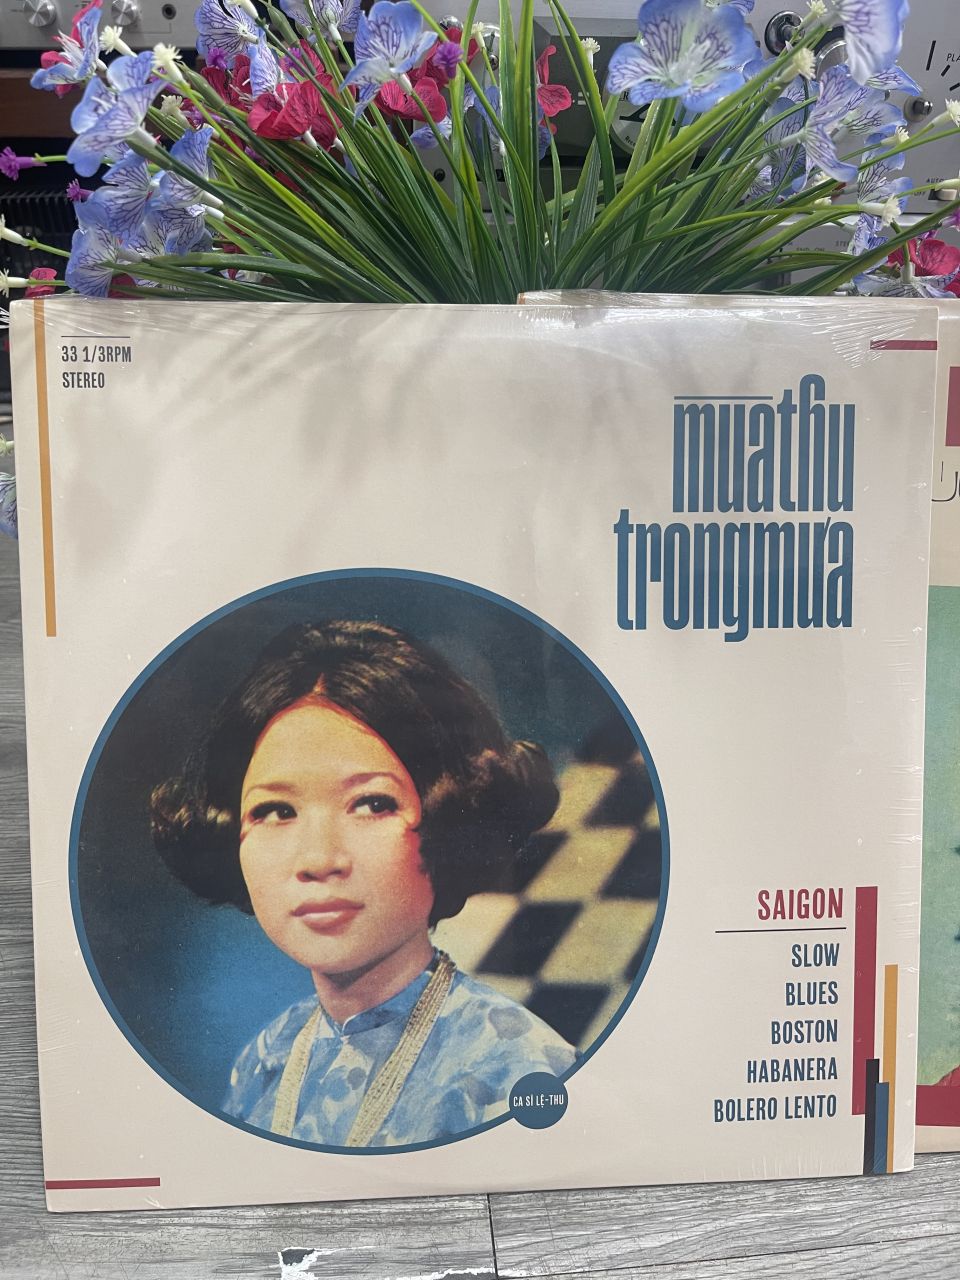 33 1/3RPM
STEREO
muathu
trongmưa
SAIGON
SLOW
BLUES
BOSTON
HABANERA
BOLERO LENTO
CA SĨ LỆ-THU